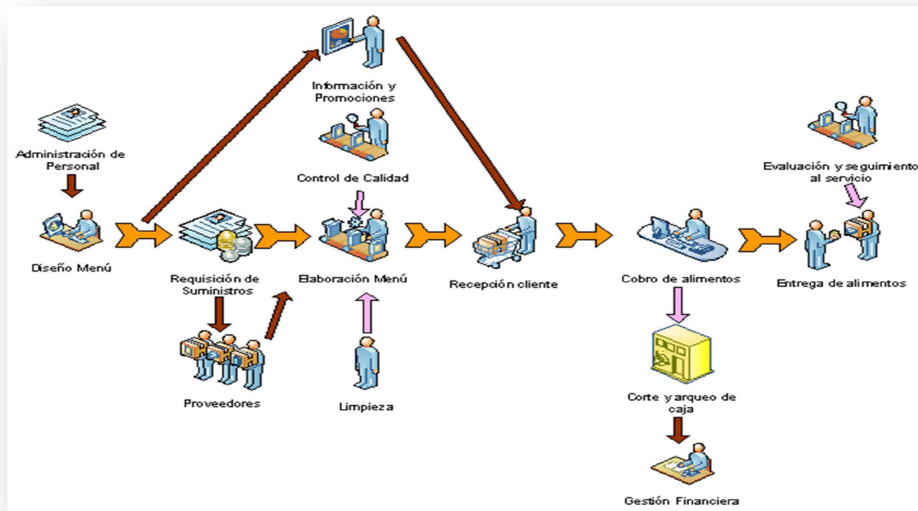 Información y
Promociones
Administración de
Personal
Control de Calidad
Evaluación y seguimiento
al servicio
Diseño Menú
Requisición de
Suministros
Elaboración Menú
Recepción cliente
Cobro de alimentos
Entrega de alimentos
Proveedores
Limpieza
Corte y arqueo de
caja
Gestión Financiera